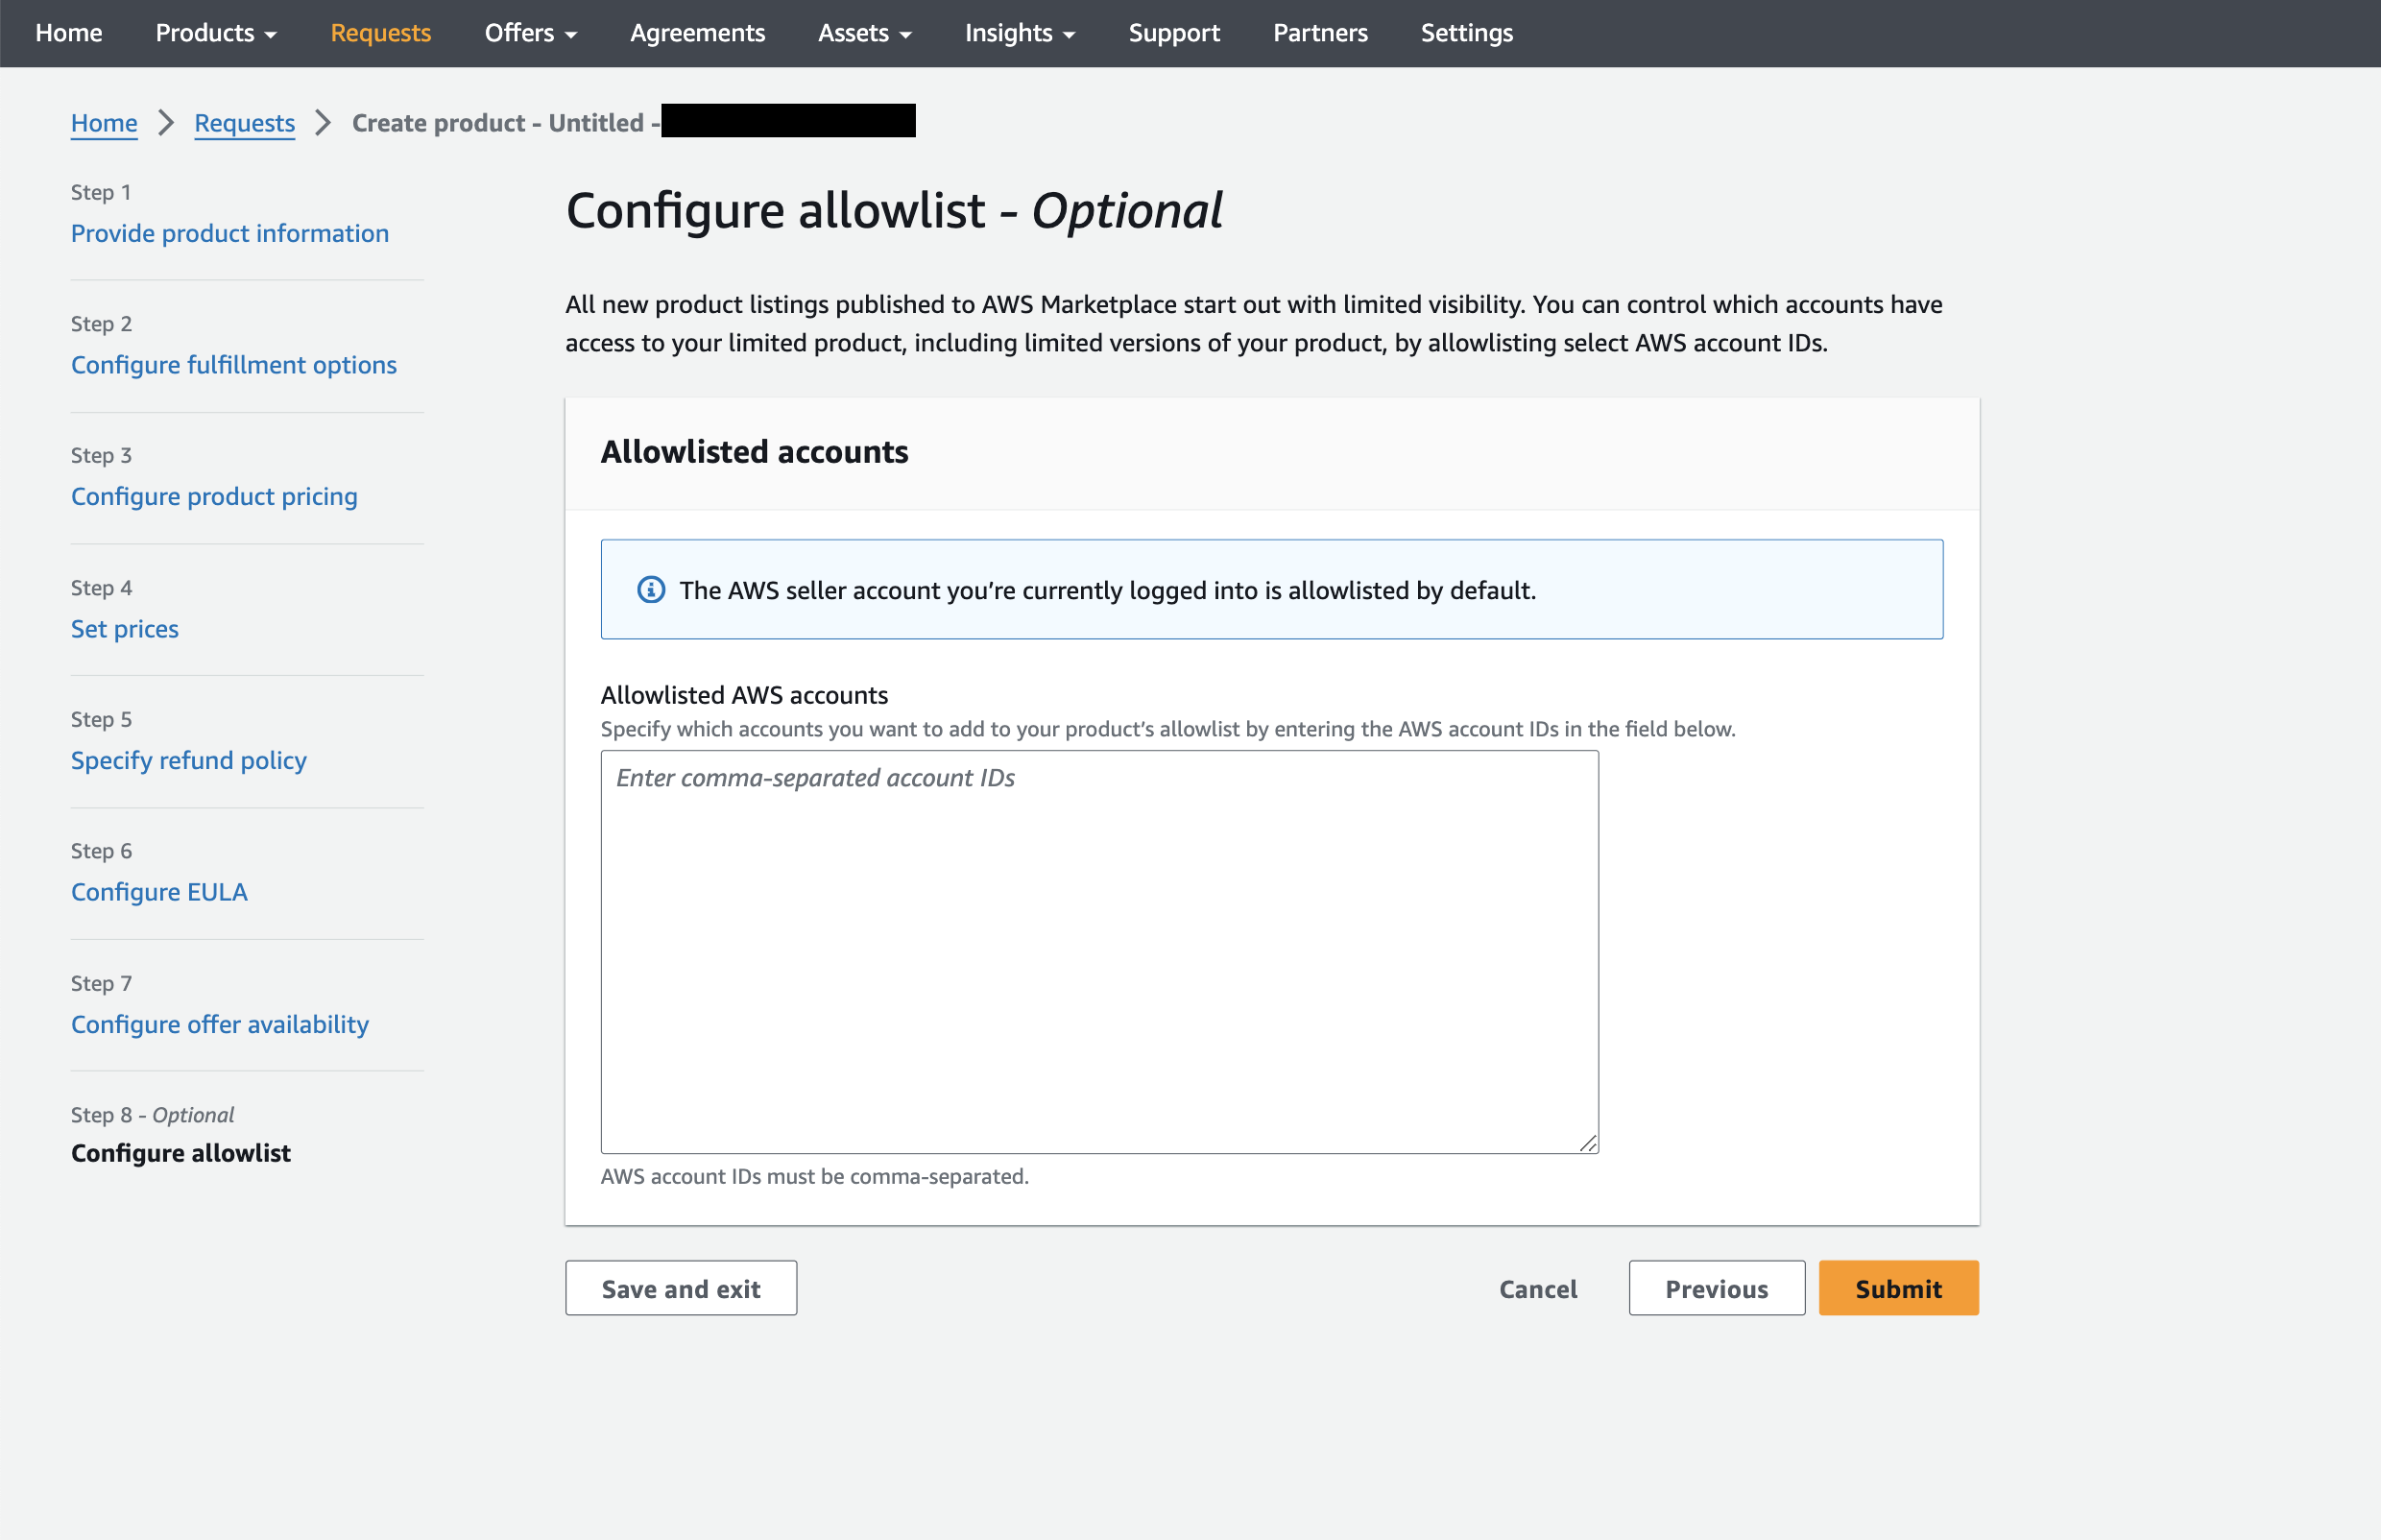 Home Products Requests Offers Agreements Assets Insights Support Partners Settings
Home Requests Create product - Untitled -
Step 1
Provide product information
Step 2
Configure fulfillment options
Step 3
Configure product pricing
Step 4
Set prices
Step 5
Specify refund policy
Step 6
Configure EULA
Step 7
Configure offer availability
Step 8 - Optional
Configure allowlist
Configure allowlist - Optional
All new product listings published to AWS Marketplace start out with limited visibility. You can control which accounts have
access to your limited product, including limited versions of your product, by allowlisting select AWS account IDs.
Allowlisted accounts
The AWS seller account you’re currently logged into is allowlisted by default.
Allowlisted AWS accounts
Specify which accounts you want to add to your product’s allowlist by entering the AWS account IDs in the field below.
Enter comma-separated account IDs
AWS account IDs must be comma-separated.
Save and exit Cancel Previous Submit